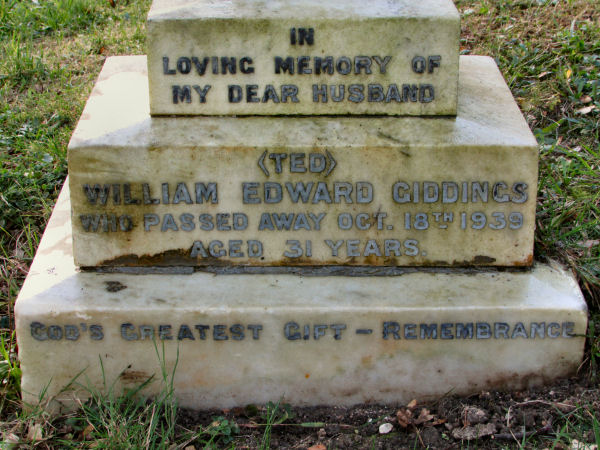 IN
LOVING MEMORY OF
MY DEAR HUSBAND
<TED>
WILLIAM EDWARD GIDDINGS
WHO PASSED AWAY OCT. 18TH 1939
AGED 31 YEARS.
GOD'S GREATEST GIFT – REMEMBRANCE